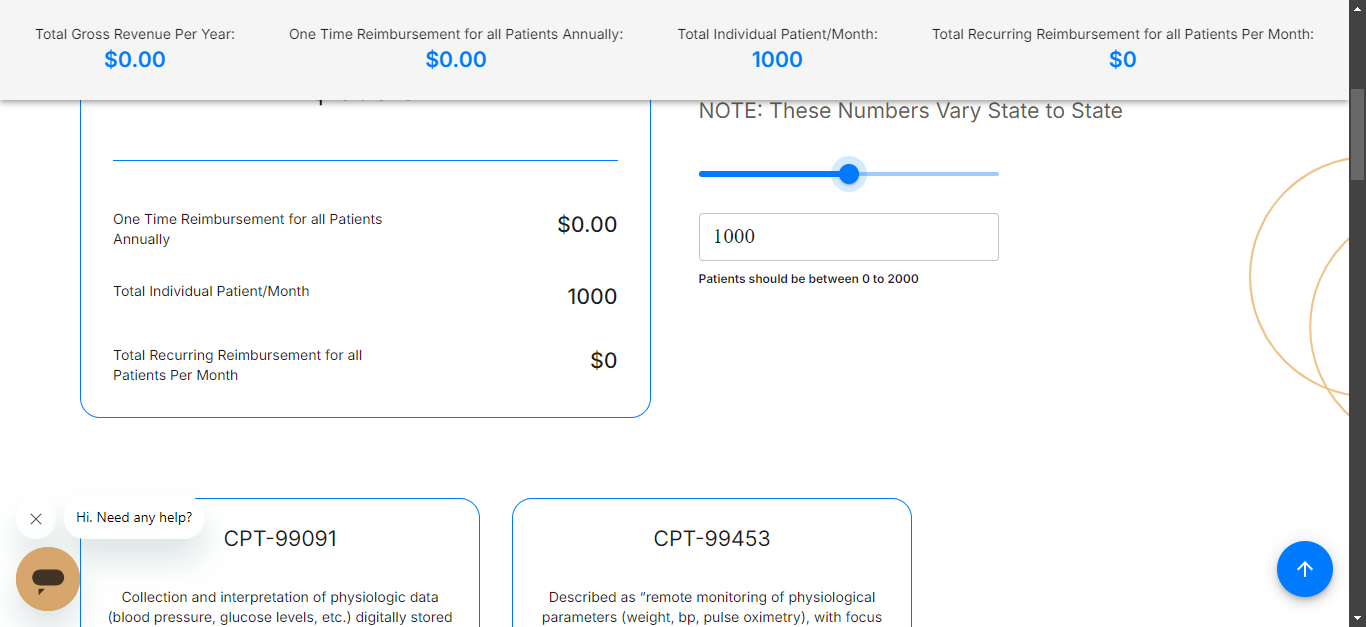 Total Gross Revenue Per Year:
$0.00
One Time Reimbursement for all Patients Annually:
$0.00
Total Individual Patient/Month:
1000
Total Recurring Reimbursement for all Patients Per Month:
$0
One Time Reimbursement for all Patients
Annually
$0.00
Total Individual Patient/Month
1000
Total Recurring Reimbursement for all
Patients Per Month
$0
NOTE: These Numbers Vary State to State
1000
Patients should be between 0 to 2000
Hi. Need any help?
CPT-99091
Collection and interpretation of physiologic data
(blood pressure, glucose levels, etc.) digitally stored
CPT-99453
Described as “remote monitoring of physiological
parameters (weight, bp, pulse oximetry), with focus